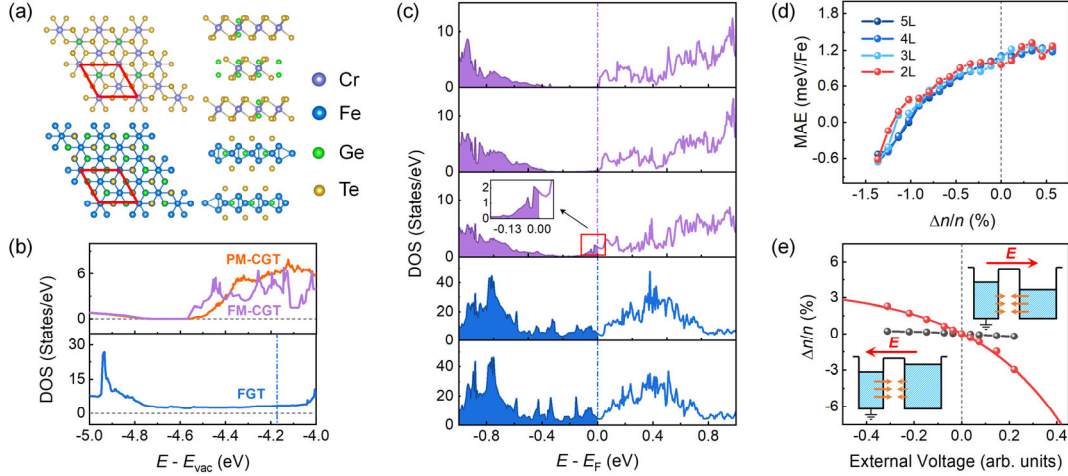 (a)
Cr
Fe
Ge
Te
(b)
DOS (States/eV)
6
3
0
PM-CGT
FM-CGT
30
15
0
FGT
-5.0 -4.8 -4.6 -4.4 -4.2 -4.0
E - Evac (eV)
(c)
DOS (States/eV)
10
5
0
10
5
0
10
5
0
2
1
0
-0.13 0.00
40
20
0
40
20
0
-0.8 -0.4 0.0 0.4 0.8
E - EF (eV)
(d)
MAE (meV/Fe)
1.8
1.2
0.6
0.0
-0.6
5L
4L
3L
2L
-1.5 -1.0 -0.5 0.0 0.5
Δn/n (%)
(e)
Δn/n (%)
6
3
0
-3
-6
E
E
-0.4 -0.2 0.0 0.2 0.4
External Voltage (arb. units)